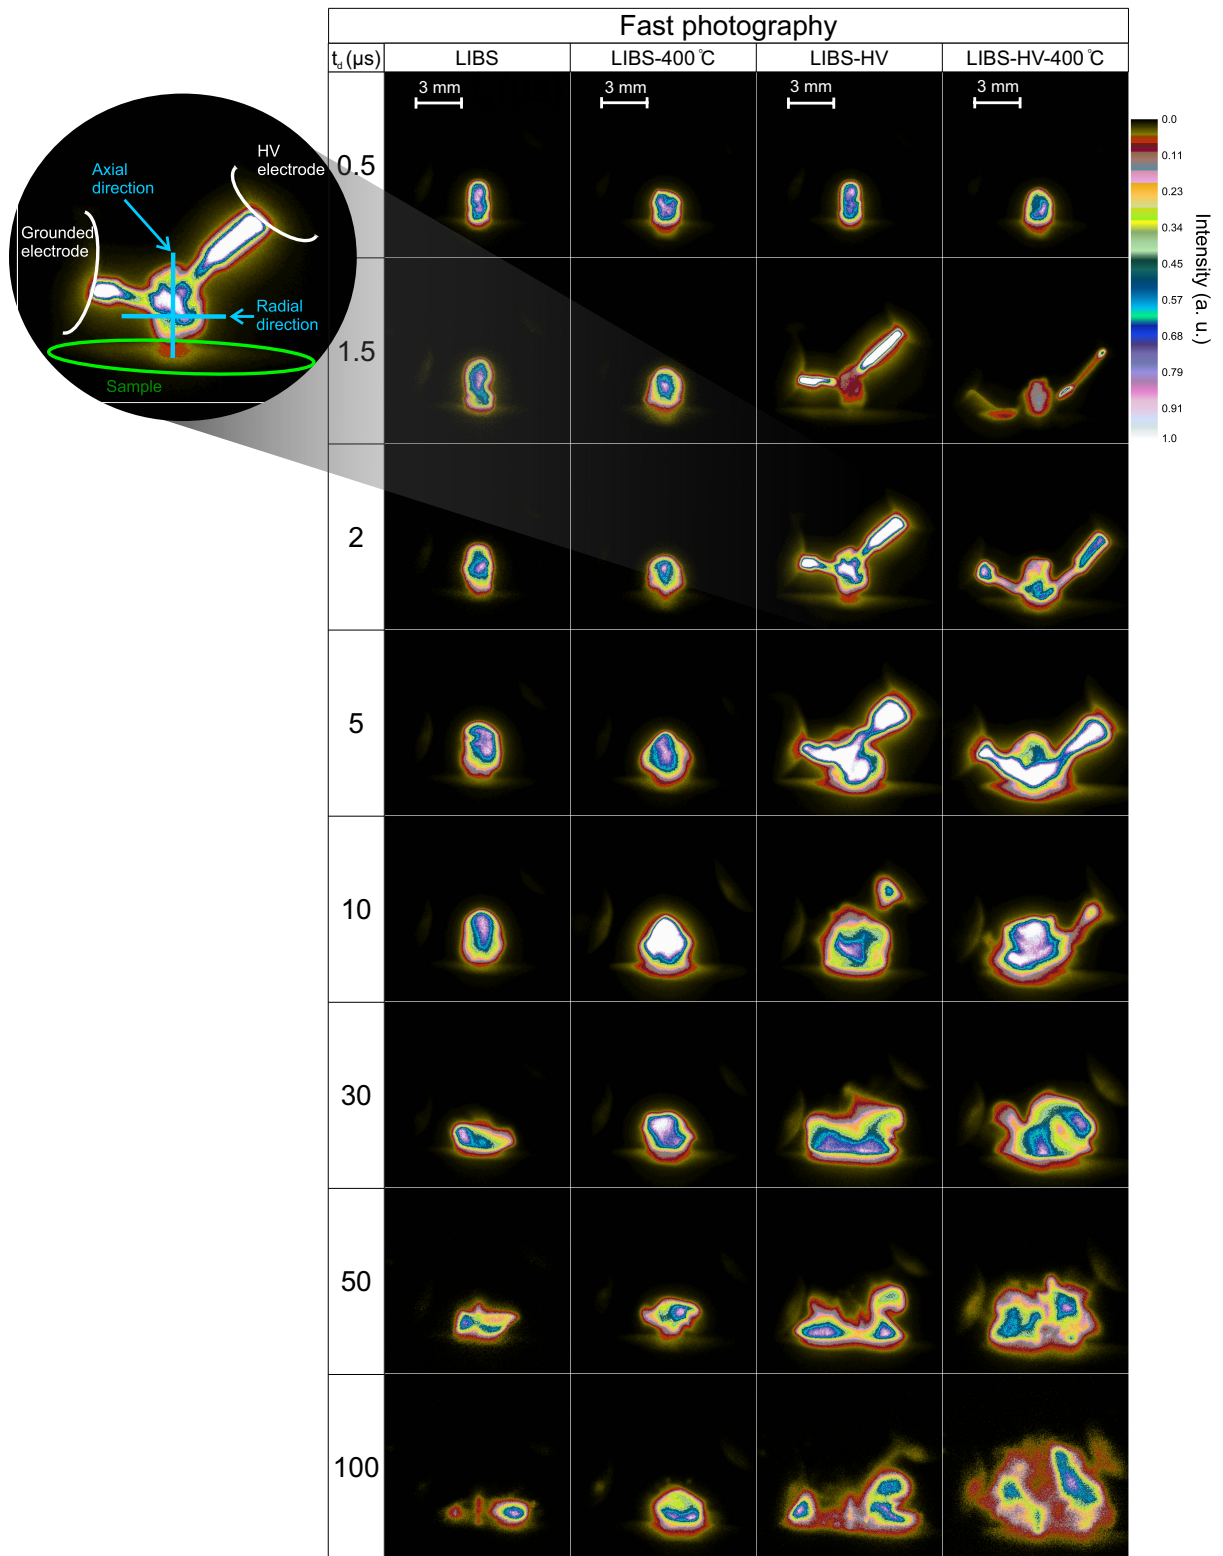 Fast photography
t_d (μs) LIBS LIBS-400 °C LIBS-HV LIBS-HV-400 °C
3 mm 3 mm 3 mm 3 mm
HV
electrode
Axial
direction
Grounded
electrode
Radial
direction
Sample
0.5
1.5
2
5
10
30
50
100
0.0
0.11
0.23
0.34
0.45
0.57
0.68
0.79
0.91
1.0
Intensity (a. u.)